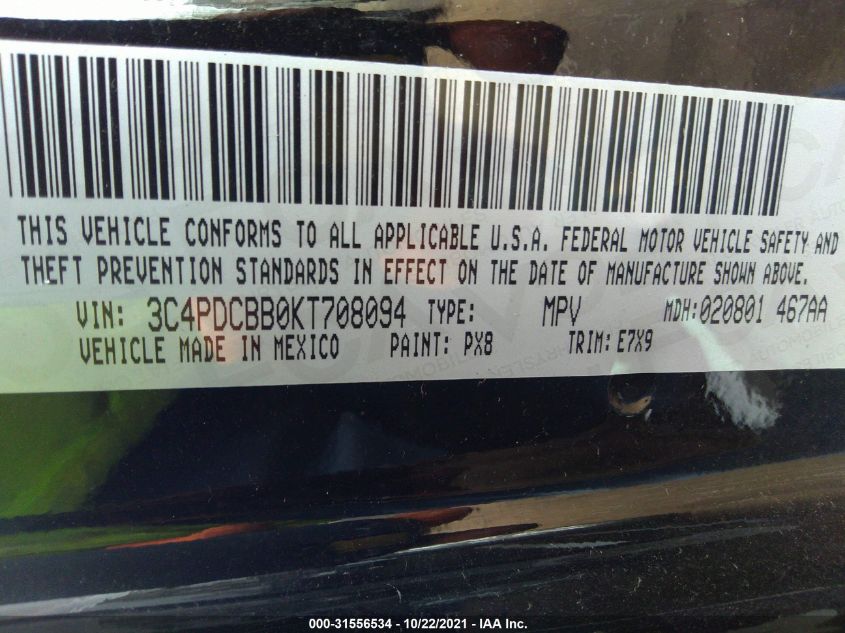 THIS VEHICLE CONFORMS TO ALL APPLICABLE U.S.A. FEDERAL MOTOR VEHICLE SAFETY AND
THEFT PREVENTION STANDARDS IN EFFECT ON THE DATE OF MANUFACTURE SHOWN ABOVE.
VIN: 3C4PDCBB0KT708094 TYPE: MPV MDH:020801 467AA
VEHICLE MADE IN MEXICO PAINT: PX8 TRIM: E7X9
000-31556534 - 10/22/2021 - IAA Inc.